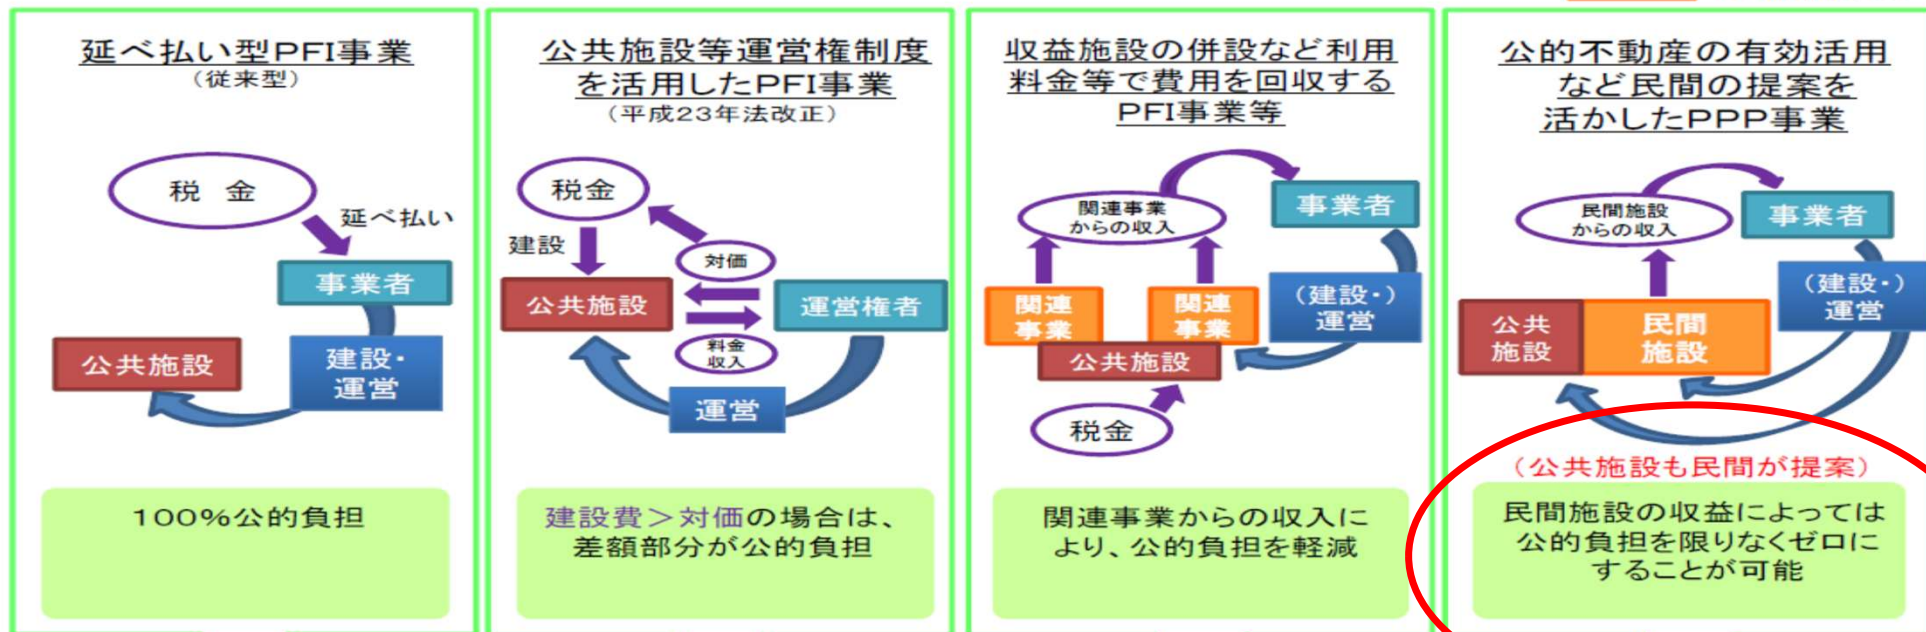 延べ払い型PFI事業
（従来型）
税 金
延べ払い
事業者
公共施設
建設・
運営
100%公的負担
公共施設等運営権制度
を活用したPFI事業
（平成23年法改正）
税金
建設
対価
公共施設
運営権者
料金
収入
運営
建設費＞対価の場合は、
差額部分が公的負担
収益施設の併設など利用
料金等で費用を回収する
PFI事業等
関連事業
からの収入
事業者
関連
事業
関連
事業
（建設・）
運営
公共施設
税金
関連事業からの収入に
より、公的負担を軽減
公的不動産の有効活用
など民間の提案を
活かしたPPP事業
民間施設
からの収入
事業者
（建設・）
運営
公共
施設
民間
施設
（公共施設も民間が提案）
民間施設の収益によっては
公的負担を限りなくゼロに
することが可能